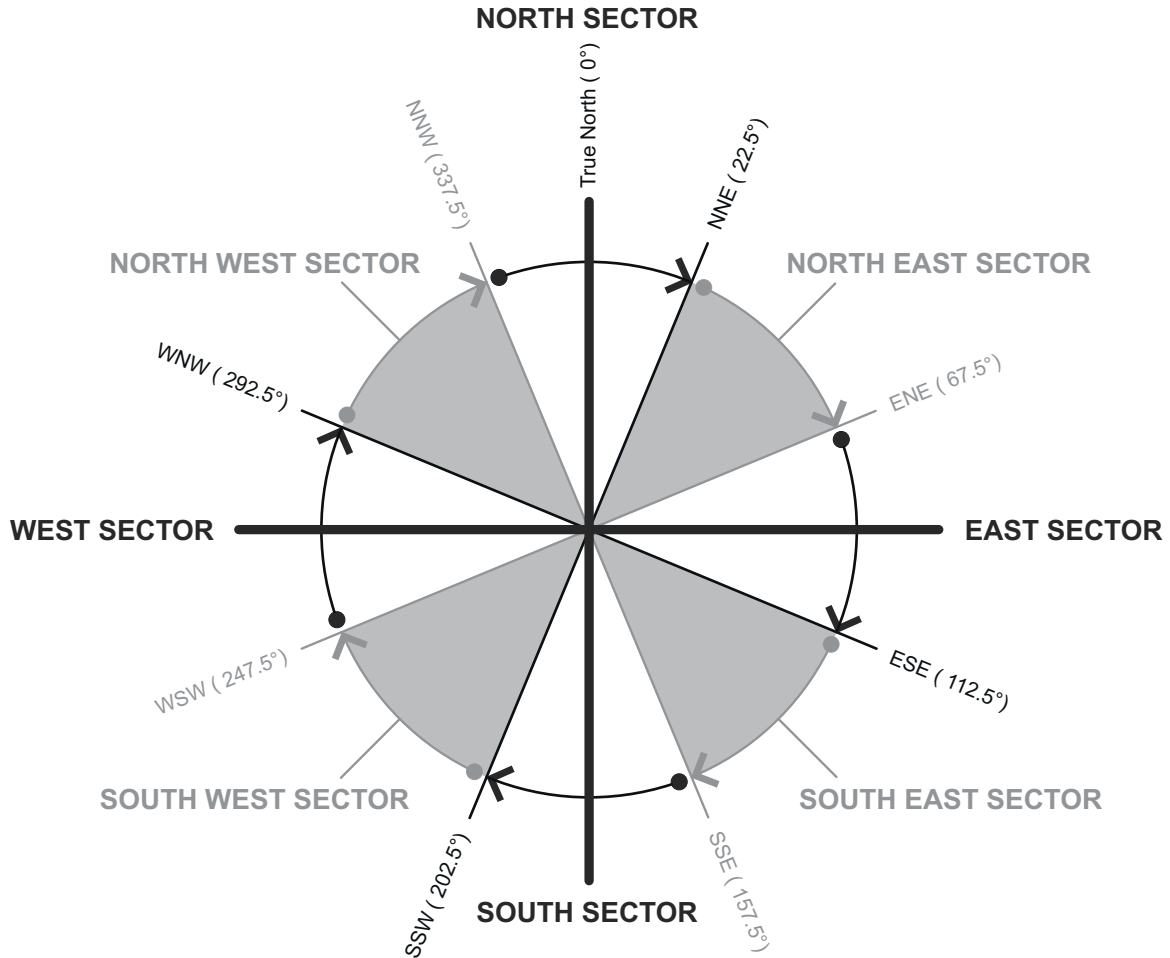 NORTH SECTOR
True North ( 0°)
NNW ( 337.5°)
NNE ( 22.5°)
NORTH WEST SECTOR
NORTH EAST SECTOR
WNW ( 292.5°)
ENE ( 67.5°)
WEST SECTOR
EAST SECTOR
WSW ( 247.5°)
ESE ( 112.5°)
SOUTH WEST SECTOR
SOUTH EAST SECTOR
SSW ( 202.5°)
SSE ( 157.5°)
SOUTH SECTOR